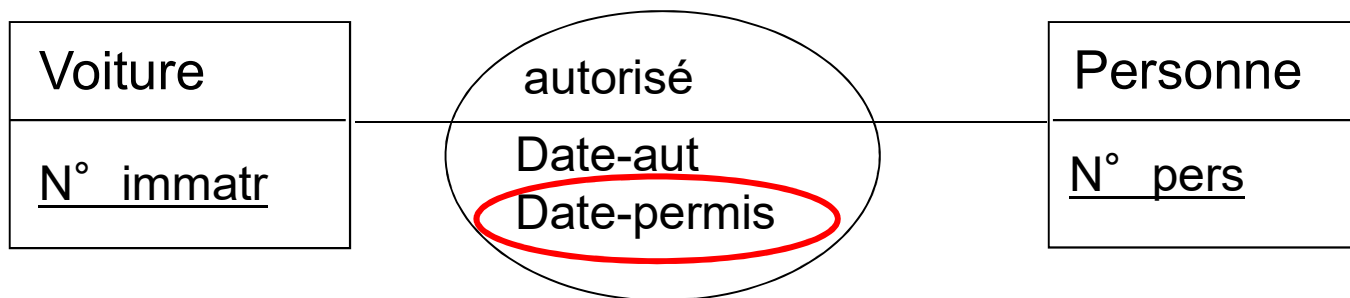 Voiture
N° immatr
autorisé
Date-aut
Date-permis
Personne
N° pers